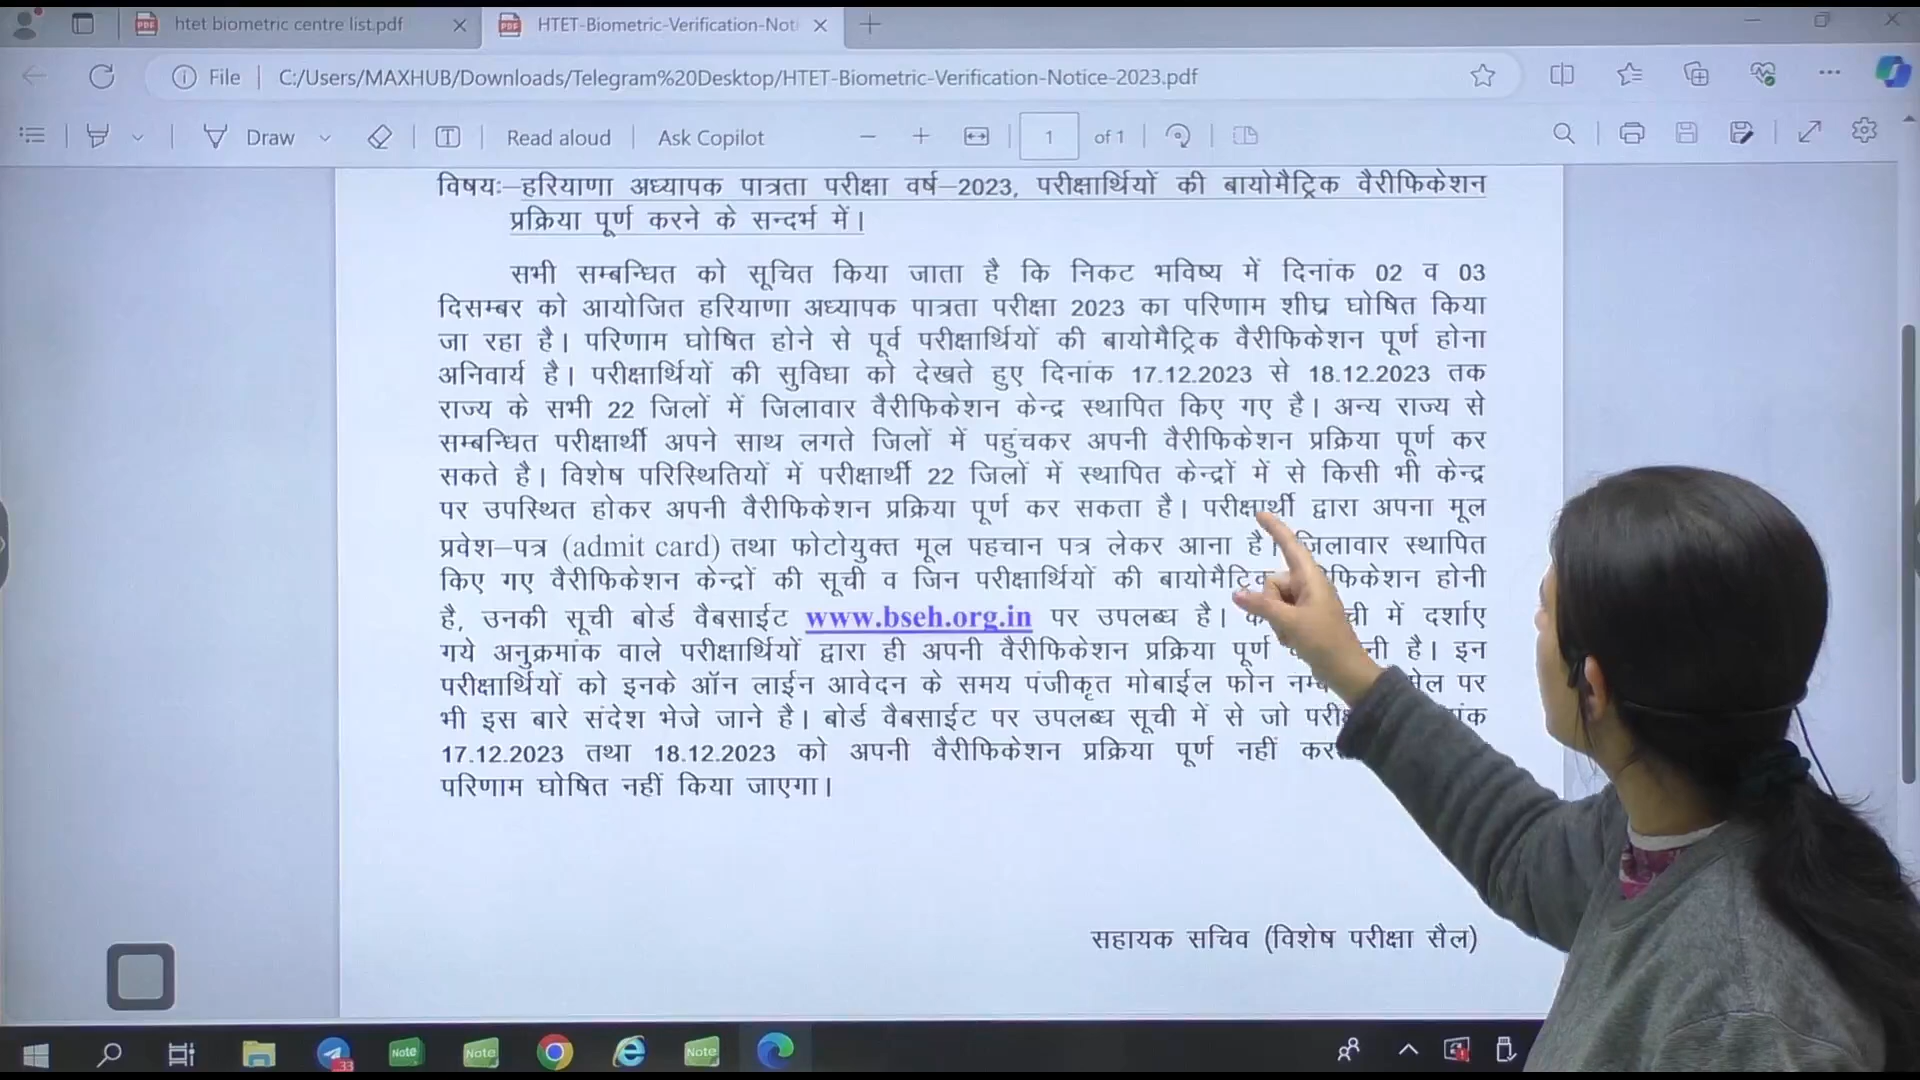 htet biometric centre list.pdf
HTET-Biometric-Verification-Noti
File
C:/Users/MAXHUB/Downloads/Telegram%20Desktop/HTET-Biometric-Verification-Notice-2023.pdf
Draw
Read aloud
Ask Copilot
1 of 1
विषयः–हरियाणा अध्यापक पात्रता परीक्षा वर्ष–2023, परीक्षार्थियों की बायोमैट्रिक वैरीफिकेशन
प्रक्रिया पूर्ण करने के सन्दर्भ में।
सभी सम्बन्धित को सूचित किया जाता है कि निकट भविष्य में दिनांक 02 व 03
दिसम्बर को आयोजित हरियाणा अध्यापक पात्रता परीक्षा 2023 का परिणाम शीघ्र घोषित किया
जा रहा है। परिणाम घोषित होने से पूर्व परीक्षार्थियों की बायोमैट्रिक वैरीफिकेशन पूर्ण होना
अनिवार्य है। परीक्षार्थियों की सुविधा को देखते हुए दिनांक 17.12.2023 से 18.12.2023 तक
राज्य के सभी 22 जिलों में जिलावार वैरीफिकेशन केन्द्र स्थापित किए गए है। अन्य राज्य से
सम्बन्धित परीक्षार्थी अपने साथ लगते जिलों में पहुंचकर अपनी वैरीफिकेशन प्रक्रिया पूर्ण कर
सकते है। विशेष परिस्थितियों में परीक्षार्थी 22 जिलों में स्थापित केन्द्रों में से किसी भी केन्द्र
पर उपस्थित होकर अपनी वैरीफिकेशन प्रक्रिया पूर्ण कर सकता है। परीक्षार्थी द्वारा अपना मूल
प्रवेश–पत्र (admit card) तथा फोटोयुक्त मूल पहचान पत्र लेकर आना है। जिलावार स्थापित
किए गए वैरीफिकेशन केन्द्रों की सूची व जिन परीक्षार्थियों की बायोमैट्रिक होनी
है, उनकी सूची बोर्ड वैबसाईट www.bseh.org.in पर उपलब्ध है। में दर्शाए
गये अनुक्रमांक वाले परीक्षार्थियों द्वारा ही अपनी वैरीफिकेशन प्रक्रिया पूर्ण है। इन
परीक्षार्थियों को इनके ऑन लाईन आवेदन के समय पंजीकृत मोबाईल फोन पर
भी इस बारे संदेश भेजे जाने है। बोर्ड वैबसाईट पर उपलब्ध सूची में से जो
17.12.2023 तथा 18.12.2023 को अपनी वैरीफिकेशन प्रक्रिया पूर्ण नहीं
परिणाम घोषित नहीं किया जाएगा।
सहायक सचिव (विशेष परीक्षा सैल)
33
Note
Note
Note